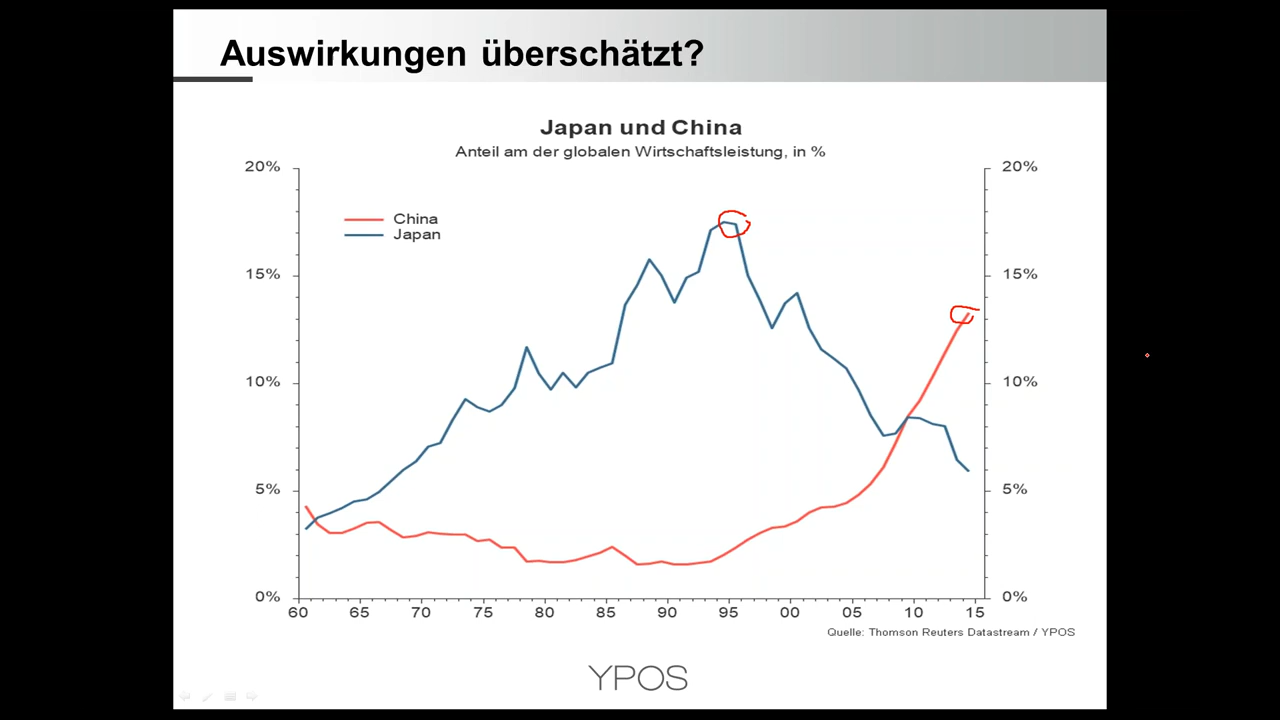 Auswirkungen überschätzt?
Japan und China
Anteil am der globalen Wirtschaftsleistung, in %
20% 20%
China
Japan
15% 15%
10% 10%
5% 5%
0% 0%
60 65 70 75 80 85 90 95 00 05 10 15
Quelle: Thomson Reuters Datastream / YPOS
YPOS